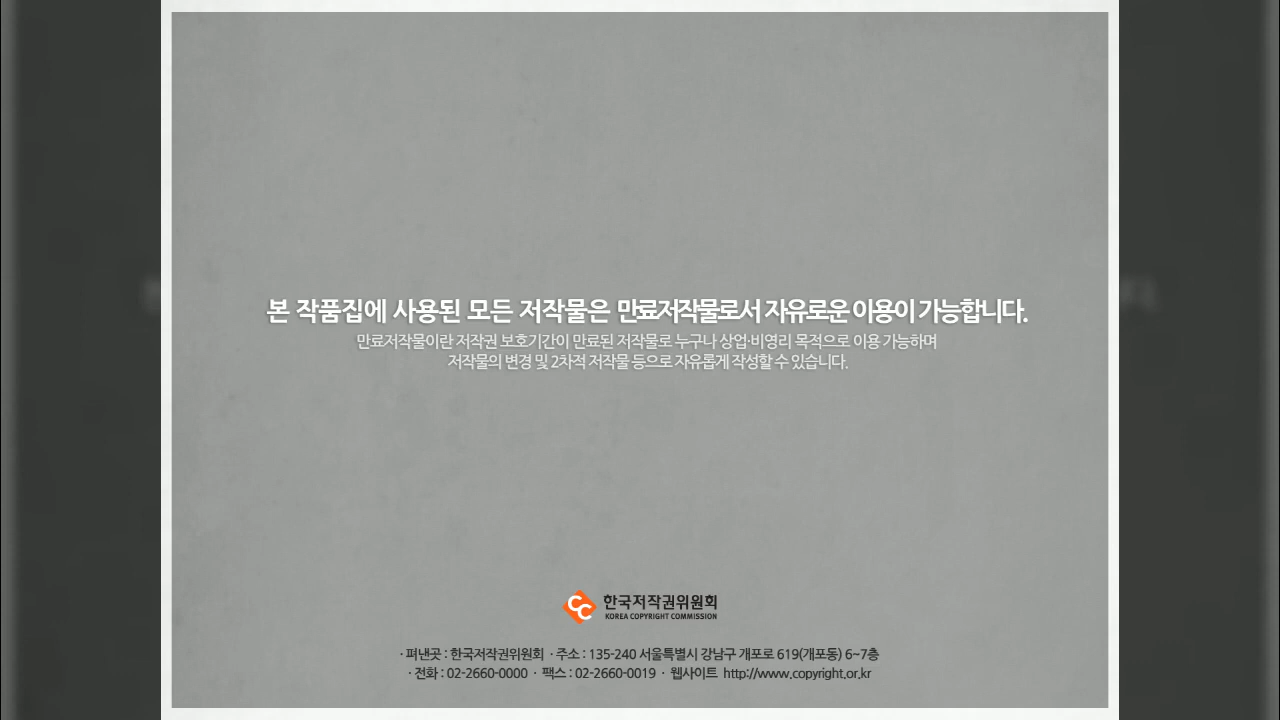 본 작품집에 사용된 모든 저작물은 만료저작물로서 자유로운 이용이 가능합니다.
만료저작물이란 저작권 보호기간이 만료된 저작물로 누구나 상업·비영리 목적으로 이용 가능하며
저작물의 변경 및 2차적 저작물 등으로 자유롭게 작성할 수 있습니다.
CC 한국저작권위원회
KOREA COPYRIGHT COMMISSION
· 펴낸곳 : 한국저작권위원회 · 주소 : 135-240 서울특별시 강남구 개포로 619(개포동) 6~7층
· 전화 : 02-2660-0000 · 팩스 : 02-2660-0019 · 웹사이트 http://www.copyright.or.kr